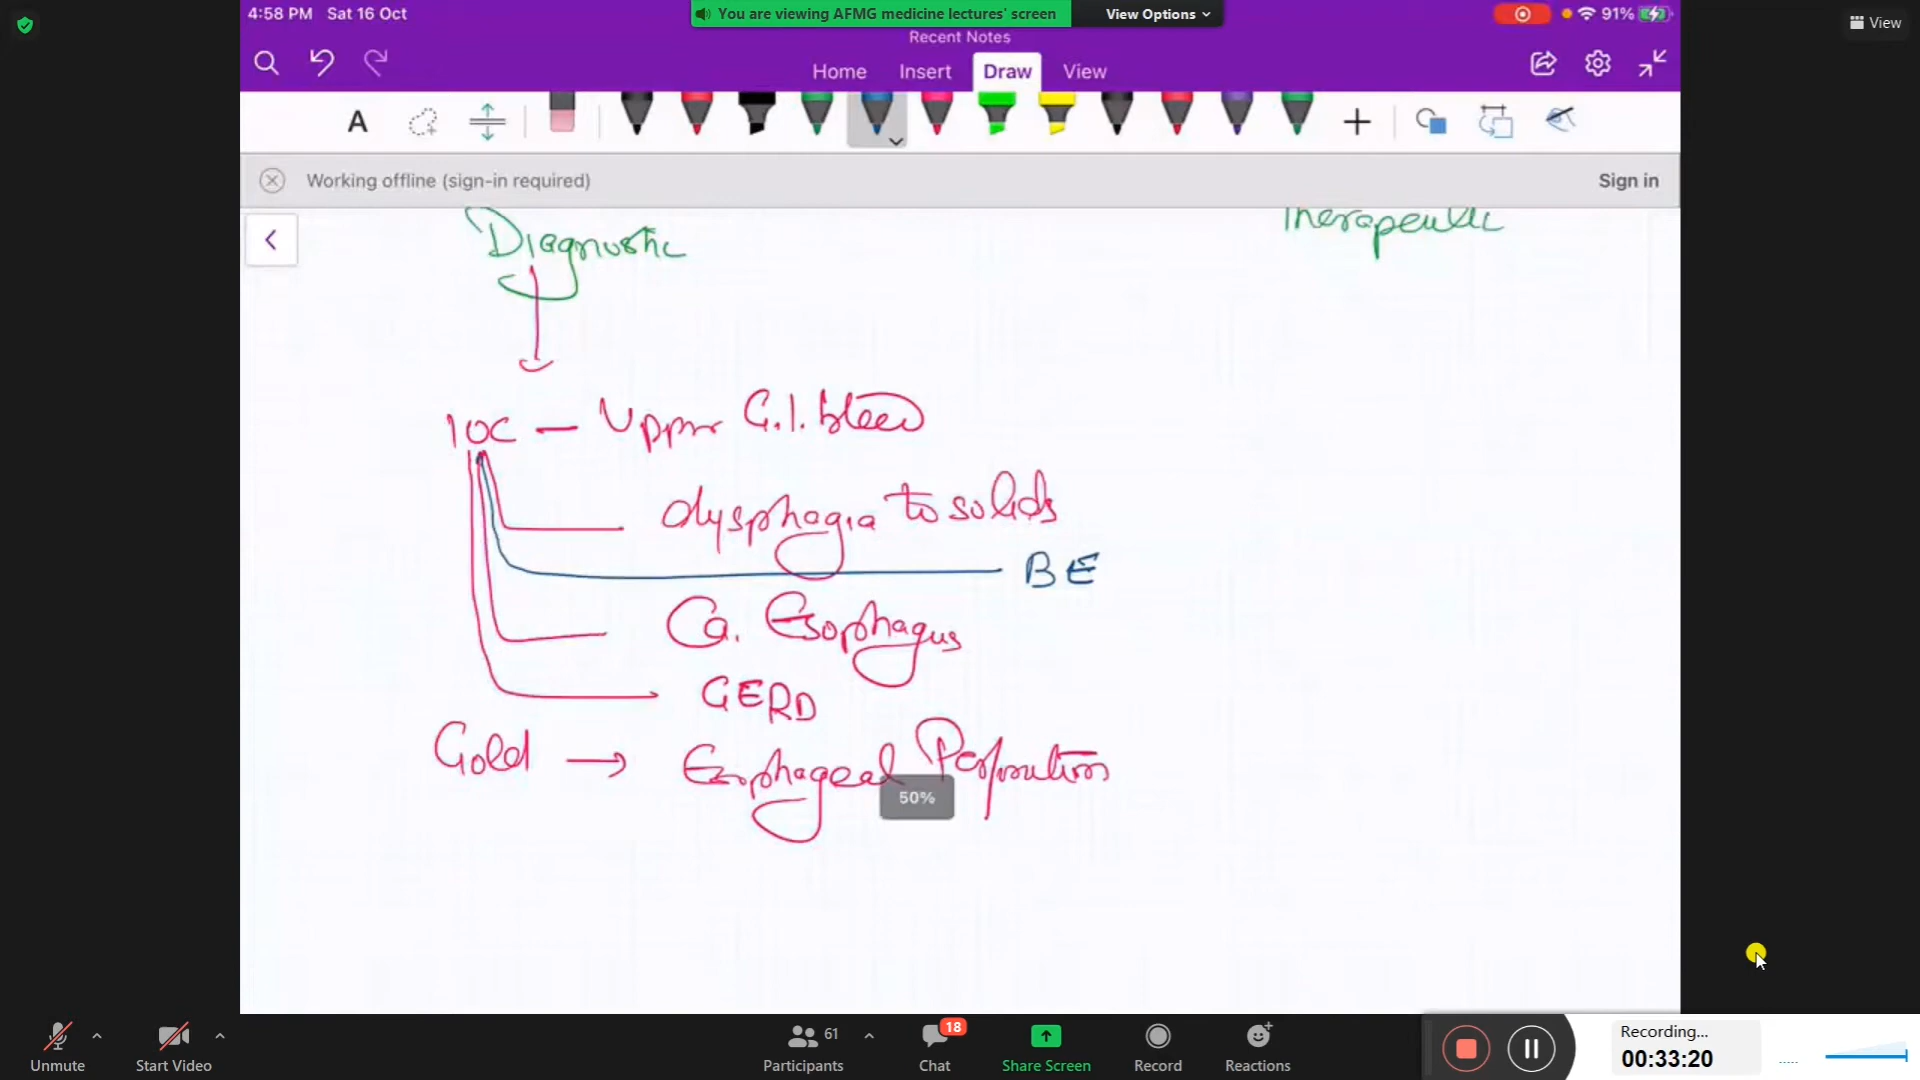 4:58 PM Sat 16 Oct
You are viewing AFMG medicine lectures' screen
View Options
91%
View
Recent Notes
Home Insert Draw View
A
Working offline (sign-in required)
Sign in
Diagnostic
Therapeutic
IOC — Upper G.I. bleed
dysphagia to solids
BE
Ca. Esophagus
GERD
Gold → Esophageal Perforation
50%
Unmute
Start Video
61
Participants
18
Chat
Share Screen
Record
Reactions
Recording...
00:33:20